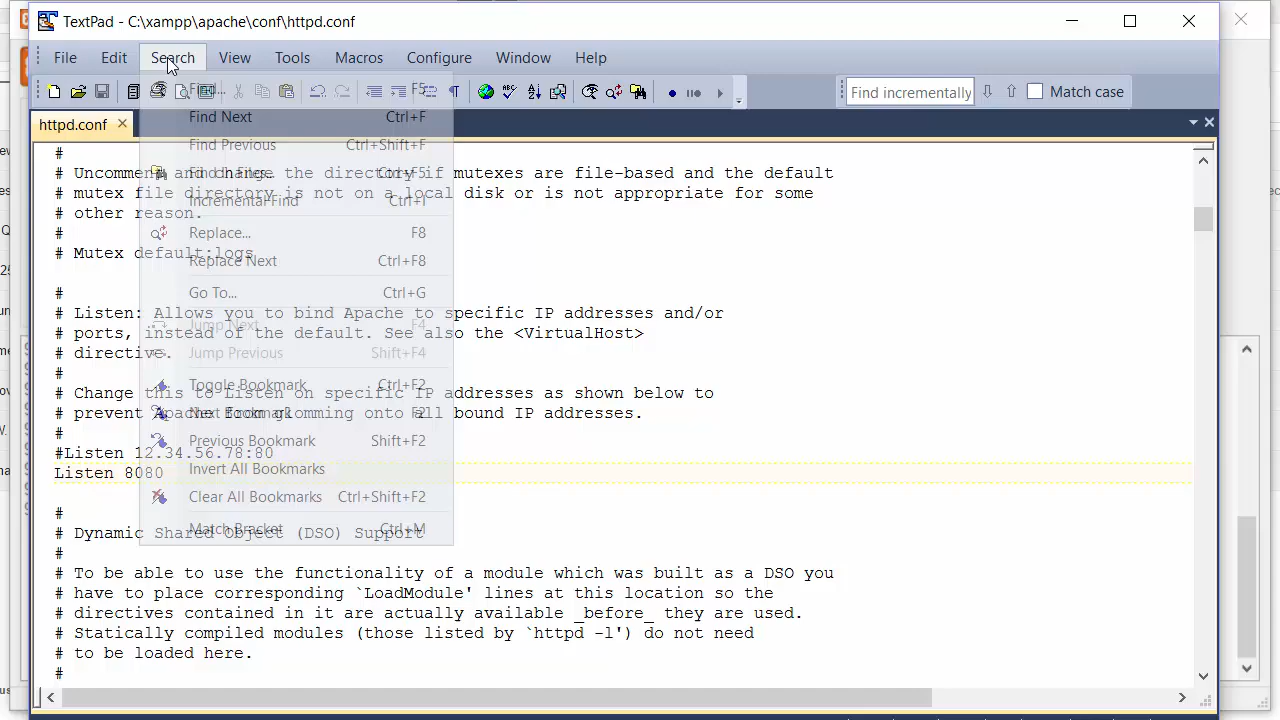 TextPad - C:\xampp\apache\conf\httpd.conf
File Edit Search View Tools Macros Configure Window Help
Find incrementally Match case
httpd.conf
Find... F5
Find Next Ctrl+F
Find Previous Ctrl+Shift+F
Find In Files... Ctrl+F5
Incremental Find Ctrl+I
Replace... F8
Replace Next Ctrl+F8
Go To... Ctrl+G
Jump Next F4
Jump Previous Shift+F4
Toggle Bookmark Ctrl+F2
Next Bookmark F2
Previous Bookmark Shift+F2
Invert All Bookmarks
Clear All Bookmarks Ctrl+Shift+F2
Match Bracket Ctrl+M
#
# Uncomment and change the directory if mutexes are file-based and the default
# mutex file directory is not on a local disk or is not appropriate for some
# other reason.
#
# Mutex default:logs
#
# Listen: Allows you to bind Apache to specific IP addresses and/or
# ports, instead of the default. See also the <VirtualHost>
# directive.
#
# Change this to Listen on specific IP addresses as shown below to
# prevent Apache from glomming onto all bound IP addresses.
#
#Listen 12.34.56.78:80
Listen 8080
#
# Dynamic Shared Object (DSO) Support
#
# To be able to use the functionality of a module which was built as a DSO you
# have to place corresponding `LoadModule' lines at this location so the
# directives contained in it are actually available _before_ they are used.
# Statically compiled modules (those listed by `httpd -l') do not need
# to be loaded here.
#